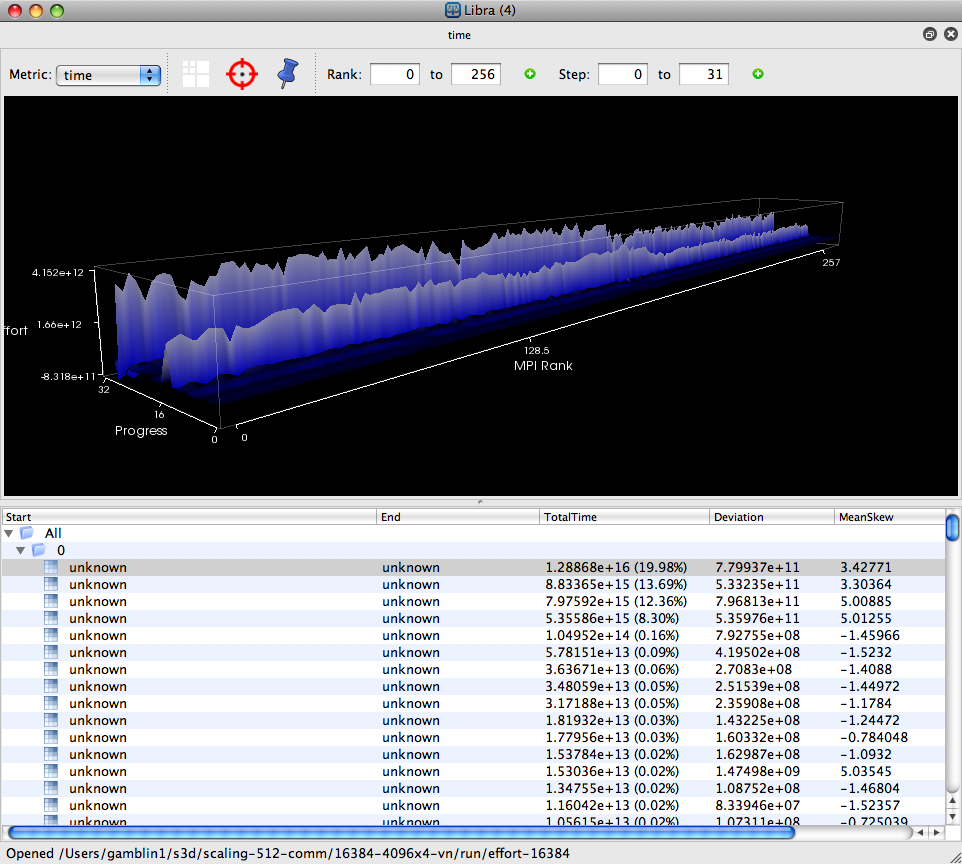 Libra (4)
time
Metric: time Rank: 0 to 256 Step: 0 to 31
4.152e+12
1.66e+12
ffort
-8.318e+11
32
16
0
Progress
0
128.5
MPI Rank
257
Start End TotalTime Deviation MeanSkew
All
0
unknown unknown 1.28868e+16 (19.98%) 7.79937e+11 3.42771
unknown unknown 8.83365e+15 (13.69%) 5.33235e+11 3.30364
unknown unknown 7.97592e+15 (12.36%) 7.96813e+11 5.00885
unknown unknown 5.35586e+15 (8.30%) 5.35976e+11 5.01255
unknown unknown 1.04952e+14 (0.16%) 7.92755e+08 -1.45966
unknown unknown 5.78151e+13 (0.09%) 4.19502e+08 -1.5232
unknown unknown 3.63671e+13 (0.06%) 2.7083e+08 -1.4088
unknown unknown 3.48059e+13 (0.05%) 2.51539e+08 -1.44972
unknown unknown 3.17188e+13 (0.05%) 2.35908e+08 -1.1784
unknown unknown 1.81932e+13 (0.03%) 1.43225e+08 -1.24472
unknown unknown 1.77956e+13 (0.03%) 1.60332e+08 -0.784048
unknown unknown 1.53784e+13 (0.02%) 1.62987e+08 -1.0932
unknown unknown 1.53036e+13 (0.02%) 1.47498e+09 5.03545
unknown unknown 1.34755e+13 (0.02%) 1.08752e+08 -1.46804
unknown unknown 1.16042e+13 (0.02%) 8.33946e+07 -1.52357
unknown unknown 1.05615e+13 (0.02%) 1.07311e+08 -0.725039
Opened /Users/gamblin1/s3d/scaling-512-comm/16384-4096x4-vn/run/effort-16384